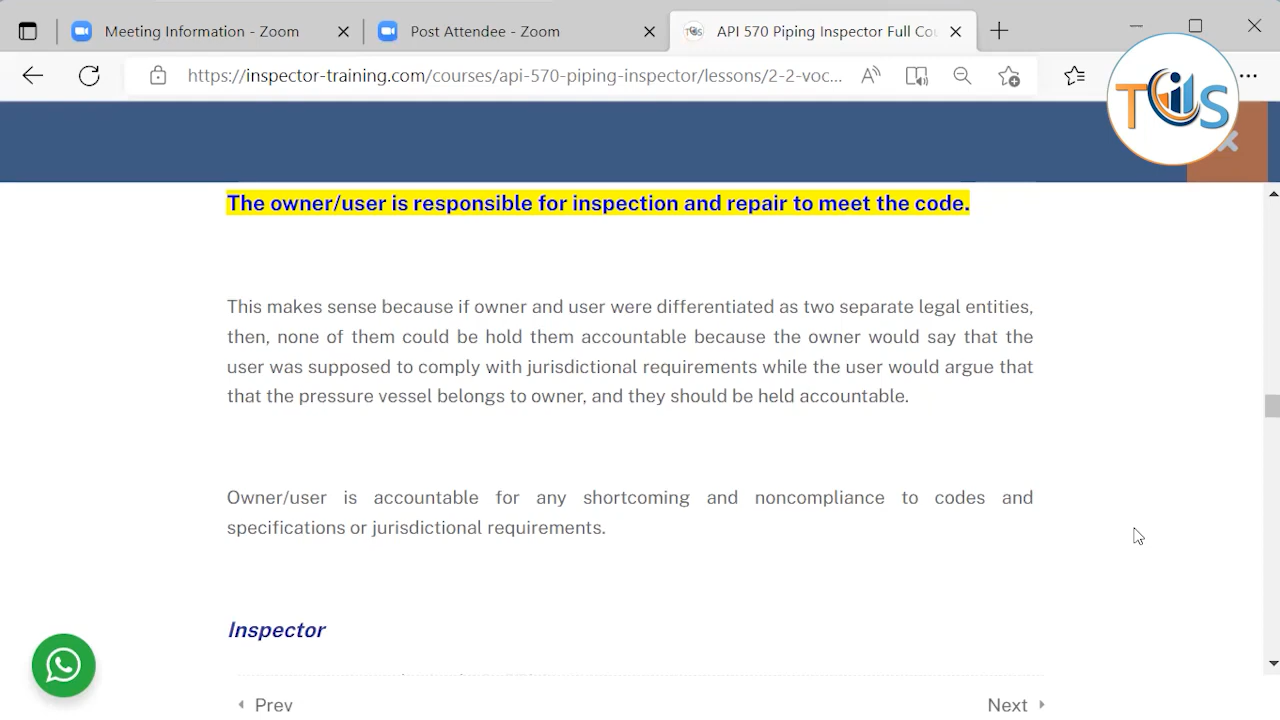 Meeting Information - Zoom
Post Attendee - Zoom
API 570 Piping Inspector Full Cou
https://inspector-training.com/courses/api-570-piping-inspector/lessons/2-2-voc...
TIS
The owner/user is responsible for inspection and repair to meet the code.
This makes sense because if owner and user were differentiated as two separate legal entities,
then, none of them could be hold them accountable because the owner would say that the
user was supposed to comply with jurisdictional requirements while the user would argue that
that the pressure vessel belongs to owner, and they should be held accountable.
Owner/user is accountable for any shortcoming and noncompliance to codes and
specifications or jurisdictional requirements.
Inspector
Prev
Next